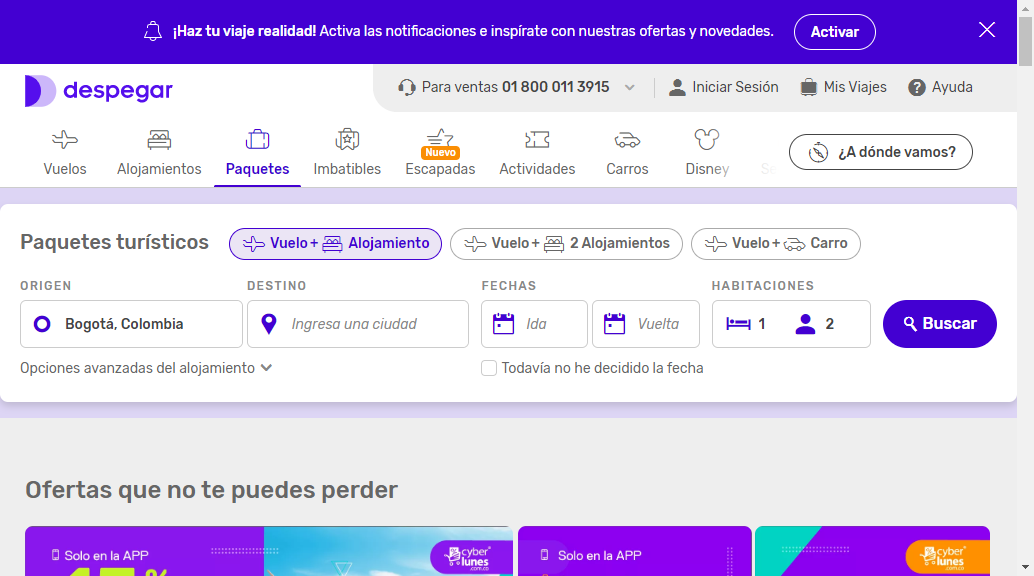 ¡Haz tu viaje realidad! Activa las notificaciones e inspírate con nuestras ofertas y novedades. Activar
despegar
Para ventas 01 800 011 3915 Iniciar Sesión Mis Viajes Ayuda
Nuevo
Vuelos Alojamientos Paquetes Imbatibles Escapadas Actividades Carros Disney
¿A dónde vamos?
Paquetes turísticos Vuelo + Alojamiento Vuelo + 2 Alojamientos Vuelo + Carro
ORIGEN DESTINO FECHAS HABITACIONES
Bogotá, Colombia Ingresa una ciudad Ida Vuelta 1 2 Buscar
Opciones avanzadas del alojamiento Todavía no he decidido la fecha
Ofertas que no te puedes perder
Solo en la APP cyber lunes .com.co Solo en la APP cyber lunes .com.co